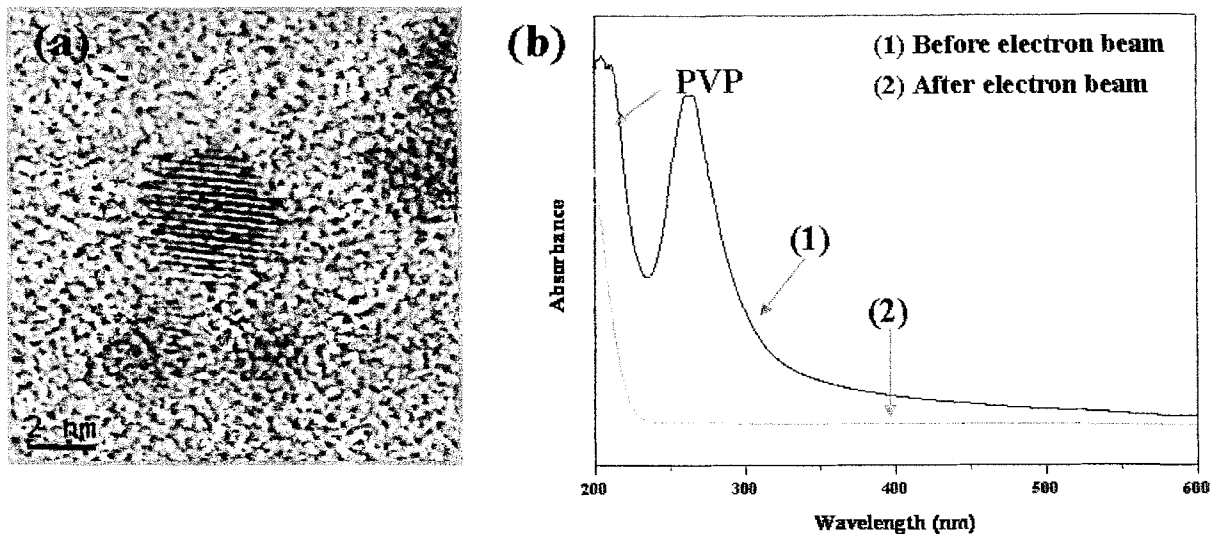 (a)
2 nm
(b)
(1) Before electron beam
(2) After electron beam
PVP
(1)
(2)
Absorbance
200
300
400
500
600
Wavelength (nm)